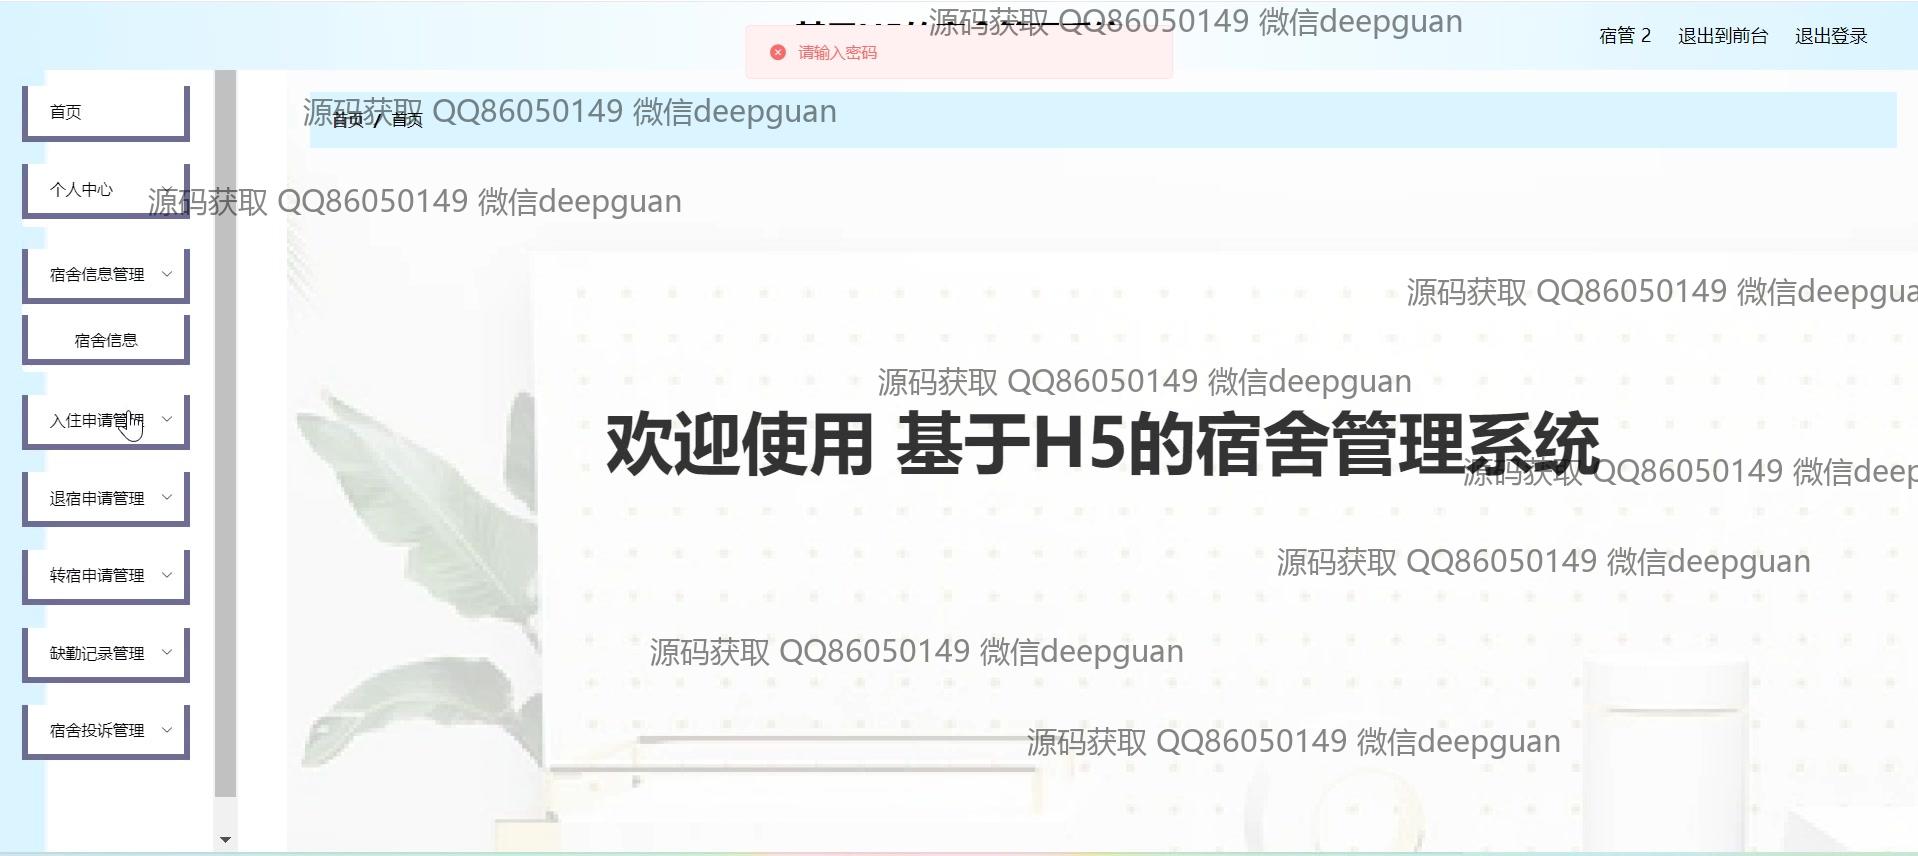 源码获取 QQ86050149 微信deepguan
宿管 2 退出到前台 退出登录
请输入密码
首页
源码获取 QQ86050149 微信deepguan
首页 / 首页
个人中心
源码获取 QQ86050149 微信deepguan
宿舍信息管理
源码获取 QQ86050149 微信deepgua
宿舍信息
源码获取 QQ86050149 微信deepguan
入住申请管理
欢迎使用 基于H5的宿舍管理系统
源码获取 QQ86050149 微信deep
退宿申请管理
源码获取 QQ86050149 微信deepguan
转宿申请管理
源码获取 QQ86050149 微信deepguan
缺勤记录管理
宿舍投诉管理
源码获取 QQ86050149 微信deepguan